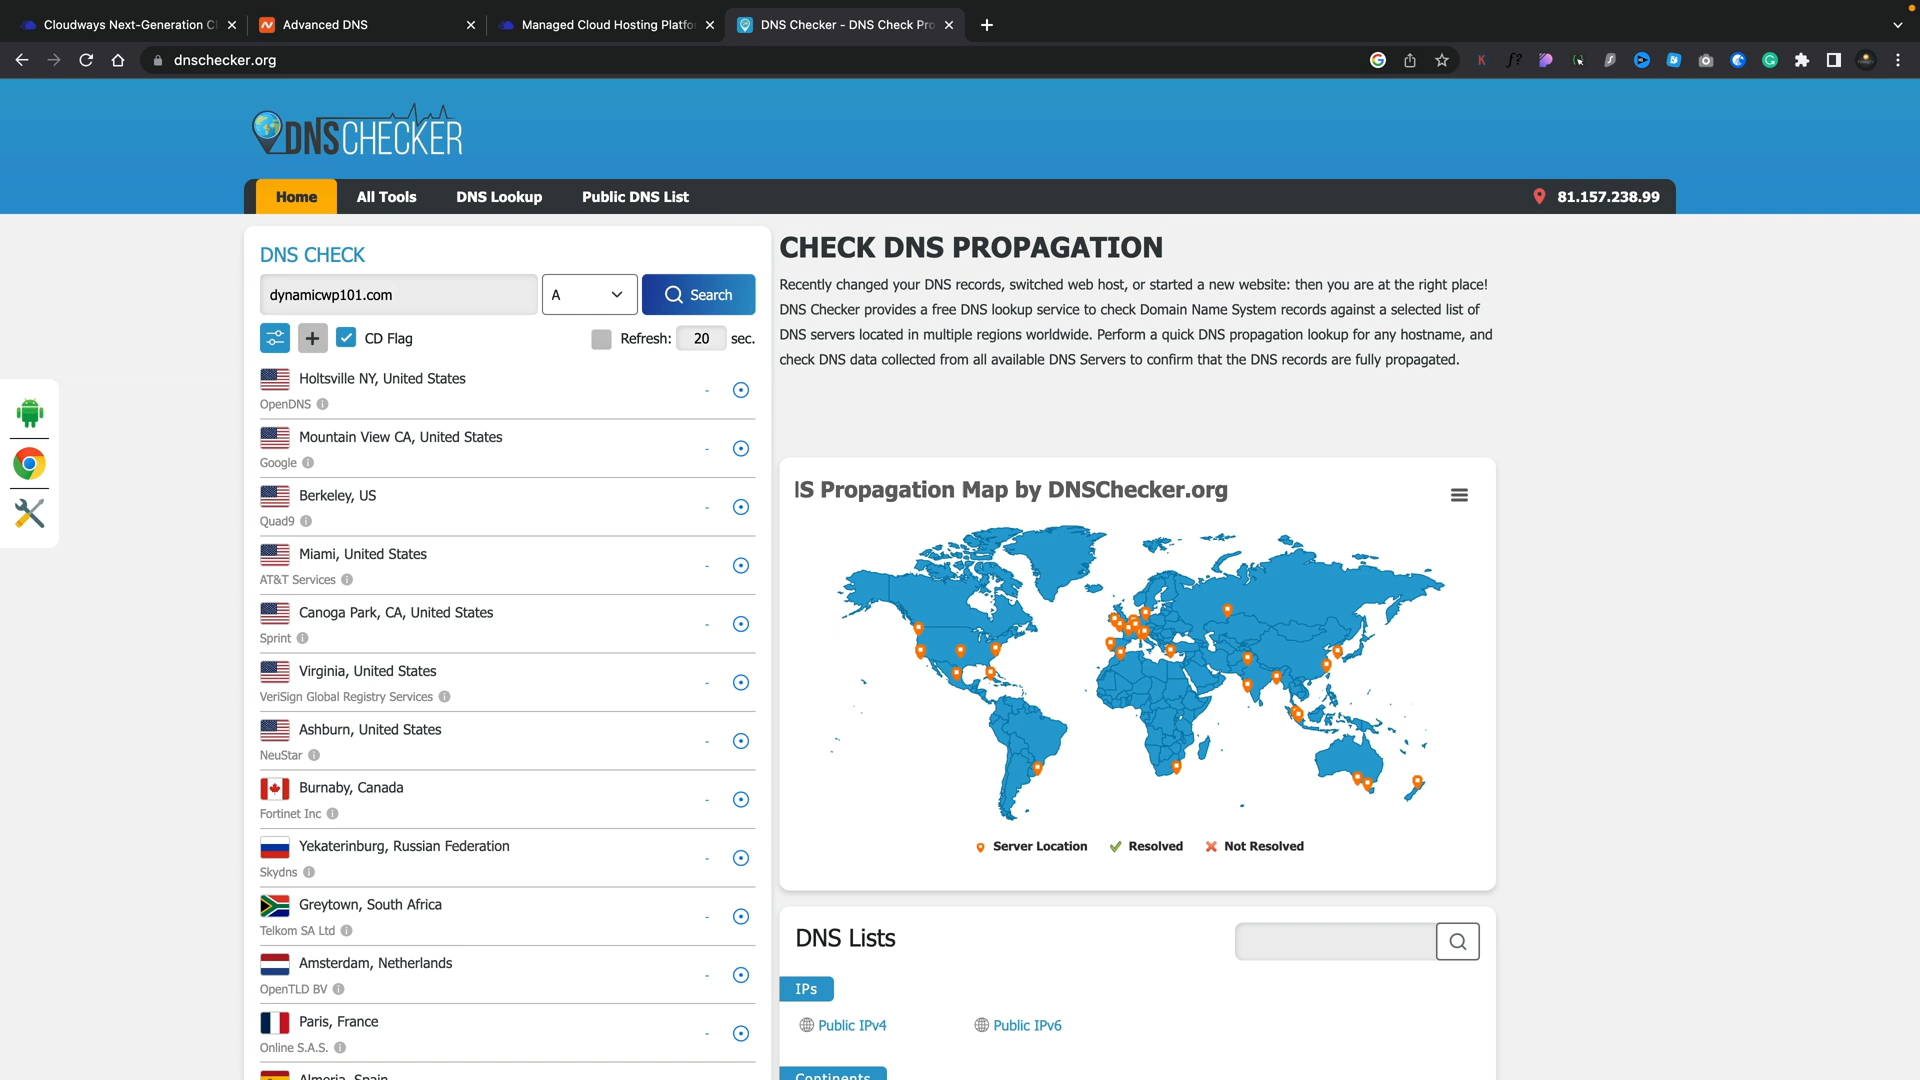 Cloudways Next-Generation Cl
Advanced DNS
Managed Cloud Hosting Platfo
DNS Checker - DNS Check Pro
dnschecker.org
DNSCHECKER
Home
All Tools
DNS Lookup
Public DNS List
81.157.238.99
DNS CHECK
dynamicwp101.com
A
Search
CD Flag
Refresh: 20 sec.
Holtsville NY, United States
OpenDNS
-
Mountain View CA, United States
Google
-
Berkeley, US
Quad9
-
Miami, United States
AT&T Services
-
Canoga Park, CA, United States
Sprint
-
Virginia, United States
VeriSign Global Registry Services
-
Ashburn, United States
NeuStar
-
Burnaby, Canada
Fortinet Inc
-
Yekaterinburg, Russian Federation
Skydns
-
Greytown, South Africa
Telkom SA Ltd
-
Amsterdam, Netherlands
OpenTLD BV
-
Paris, France
Online S.A.S.
-
Almeria, Spain
CHECK DNS PROPAGATION
Recently changed your DNS records, switched web host, or started a new website: then you are at the right place!
DNS Checker provides a free DNS lookup service to check Domain Name System records against a selected list of
DNS servers located in multiple regions worldwide. Perform a quick DNS propagation lookup for any hostname, and
check DNS data collected from all available DNS Servers to confirm that the DNS records are fully propagated.
IS Propagation Map by DNSChecker.org
Server Location
Resolved
Not Resolved
DNS Lists
IPs
Public IPv4
Public IPv6
Continents